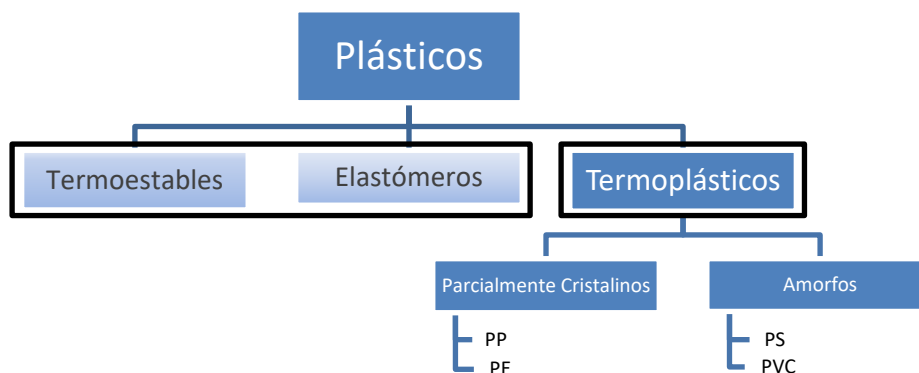 Plásticos
Termoestables
Elastómeros
Termoplásticos
Parcialmente Cristalinos
Amorfos
PP
PS
PVC